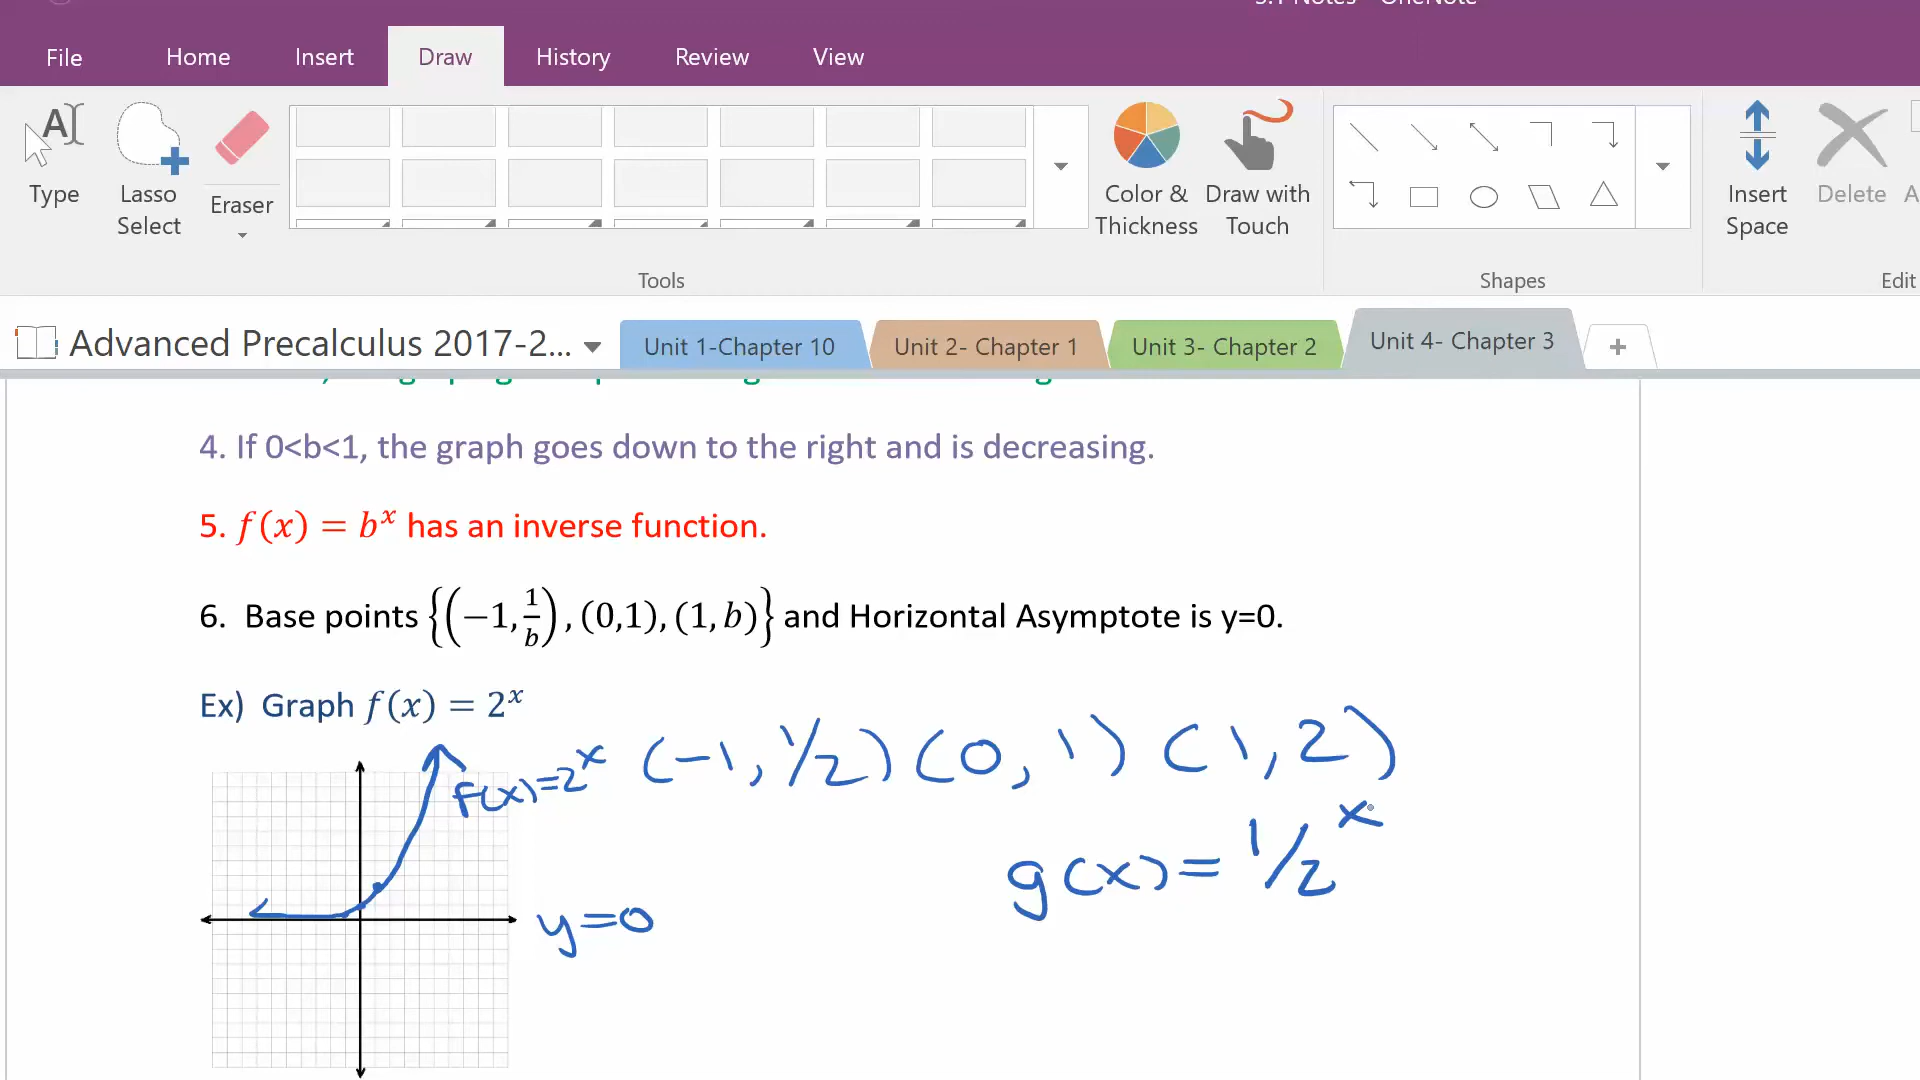 File Home Insert Draw History Review View
Type Lasso Select Eraser Color & Thickness Draw with Touch Insert Space Delete
Tools Shapes Edit
Advanced Precalculus 2017-2... Unit 1-Chapter 10 Unit 2- Chapter 1 Unit 3- Chapter 2 Unit 4- Chapter 3 +
4. If 0<b<1, the graph goes down to the right and is decreasing.
5. f(x) = bˣ has an inverse function.
6. Base points {(−1, 1/b), (0,1), (1, b)} and Horizontal Asymptote is y=0.
Ex) Graph f(x) = 2ˣ
f(x)=2ˣ (-1, 1/2) (0, 1) (1, 2)
g(x) = 1/2ˣ
y=0